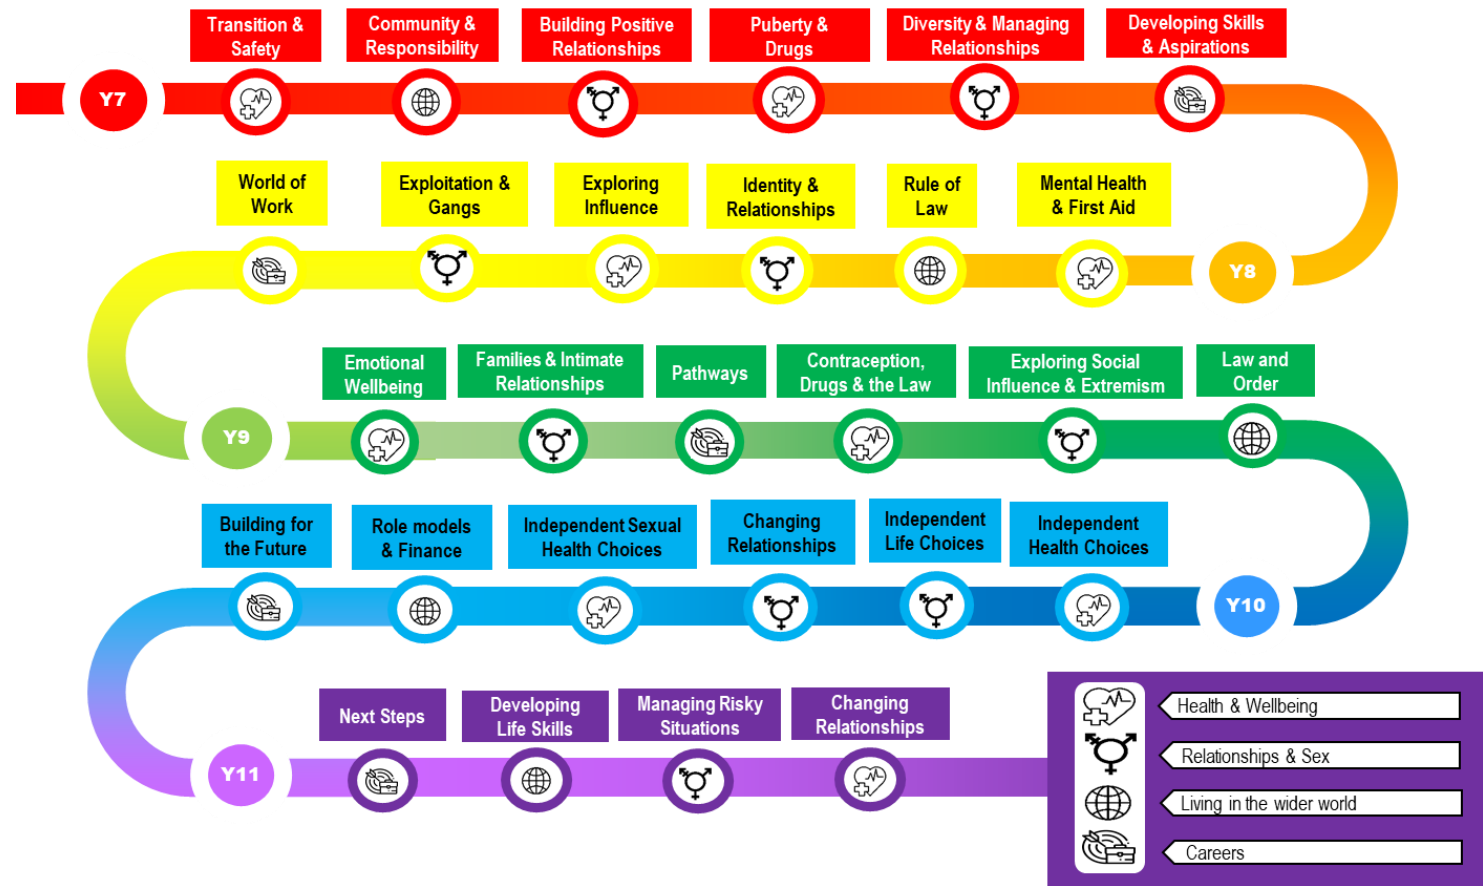 Transition &
Safety
Community &
Responsibility
Building Positive
Relationships
Puberty &
Drugs
Diversity & Managing
Relationships
Developing Skills
& Aspirations
Y7
World of
Work
Exploitation &
Gangs
Exploring
Influence
Identity &
Relationships
Rule of
Law
Mental Health
& First Aid
Y8
Emotional
Wellbeing
Families & Intimate
Relationships
Pathways
Contraception,
Drugs & the Law
Exploring Social
Influence & Extremism
Law and
Order
Y9
Building for
the Future
Role models
& Finance
Independent Sexual
Health Choices
Changing
Relationships
Independent
Life Choices
Independent
Health Choices
Y10
Next Steps
Developing
Life Skills
Managing Risky
Situations
Changing
Relationships
Y11
Health & Wellbeing
Relationships & Sex
Living in the wider world
Careers